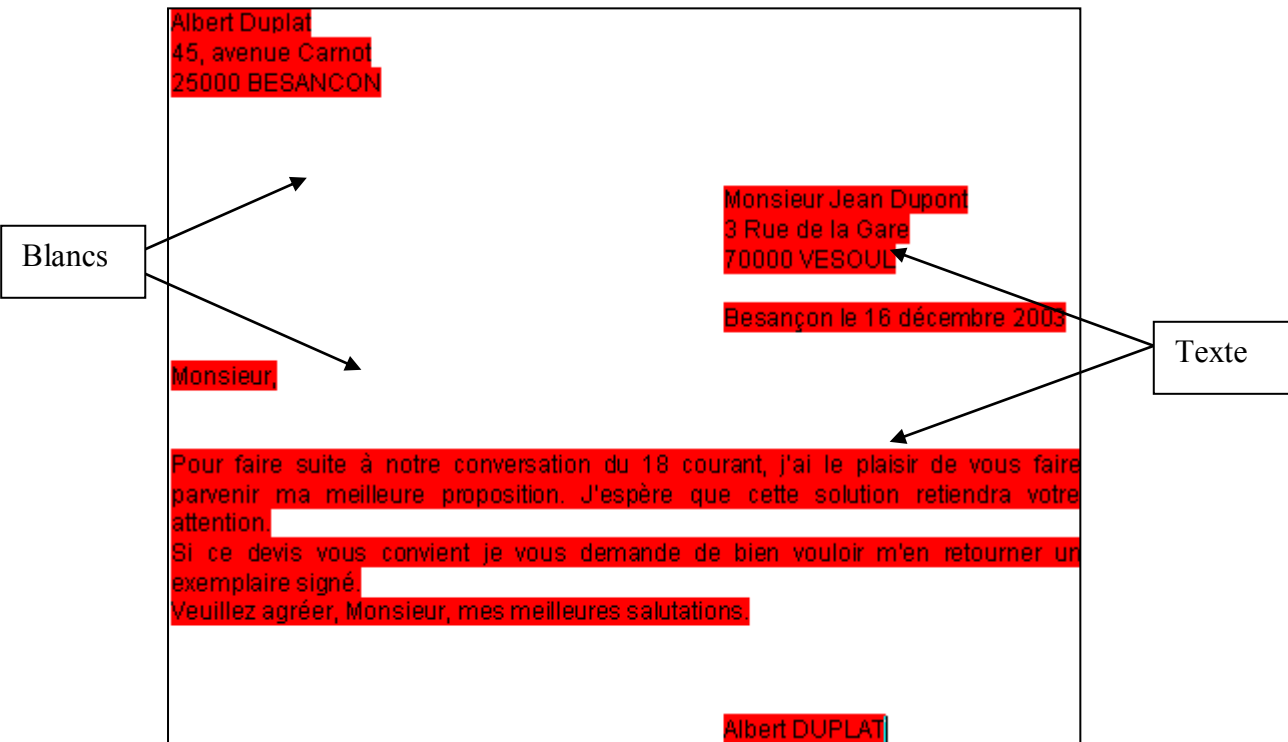 Albert Duplat
45, avenue Carnot
25000 BESANCON
Monsieur Jean Dupont
3 Rue de la Gare
70000 VESOUL
Blancs
Besançon le 16 décembre 2003
Texte
Monsieur,
Pour faire suite à notre conversation du 18 courant, j'ai le plaisir de vous faire
parvenir ma meilleure proposition. J'espère que cette solution retiendra votre
attention.
Si ce devis vous convient je vous demande de bien vouloir m'en retourner un
exemplaire signé.
Veuillez agréer, Monsieur, mes meilleures salutations.
Albert DUPLAT